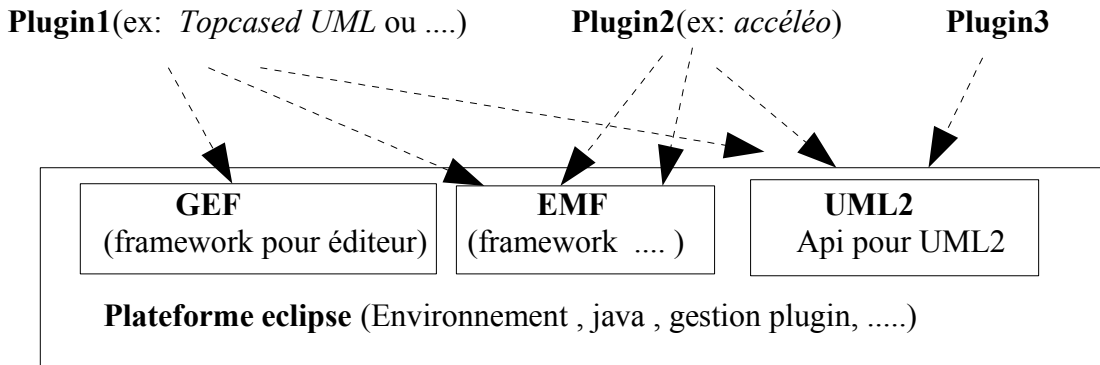 Plugin1(ex: Topcased UML ou ....) Plugin2(ex: accéléo) Plugin3
GEF EMF UML2
(framework pour éditeur) (framework .... ) Api pour UML2
Plateforme eclipse (Environnement , java , gestion plugin, .....)